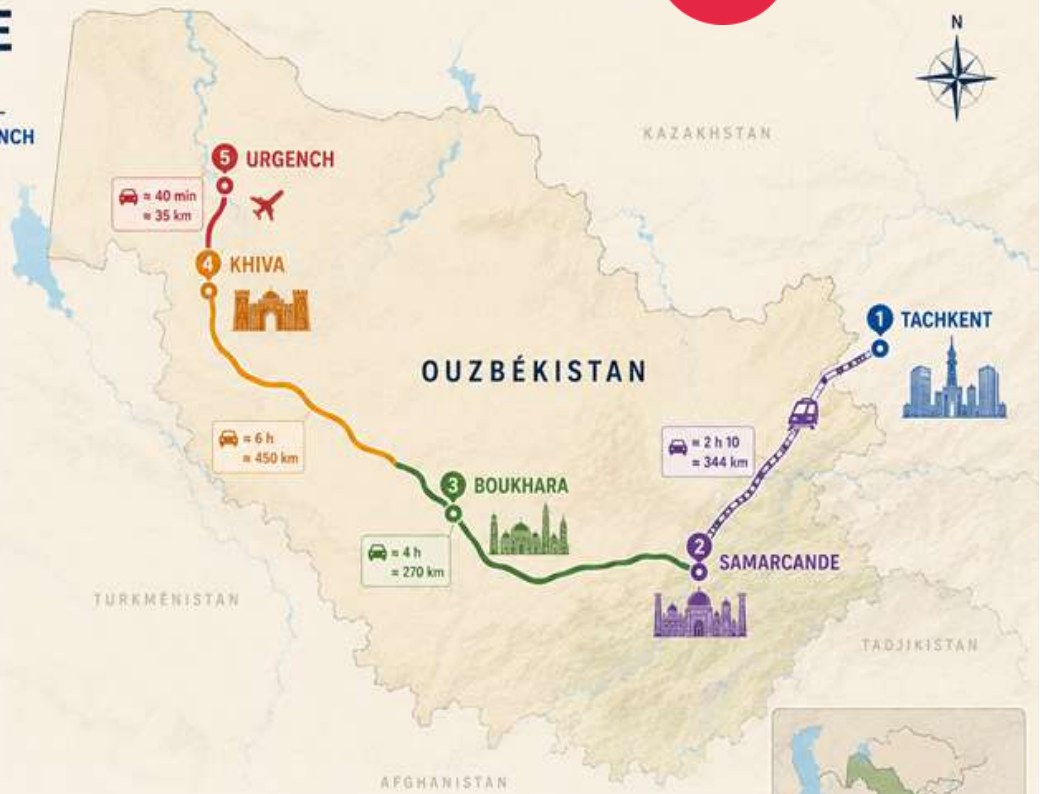 E
NCH
N
KAZAKHSTAN
5 URGENCH
≈ 40 min
≈ 35 km
4 KHIVA
1 TACHKENT
OUZBÉKISTAN
≈ 6 h
≈ 450 km
≈ 2 h 10
≈ 344 km
3 BOUKHARA
≈ 4 h
≈ 270 km
2 SAMARCANDE
TURKMÉNISTAN
TADJIKISTAN
AFGHANISTAN